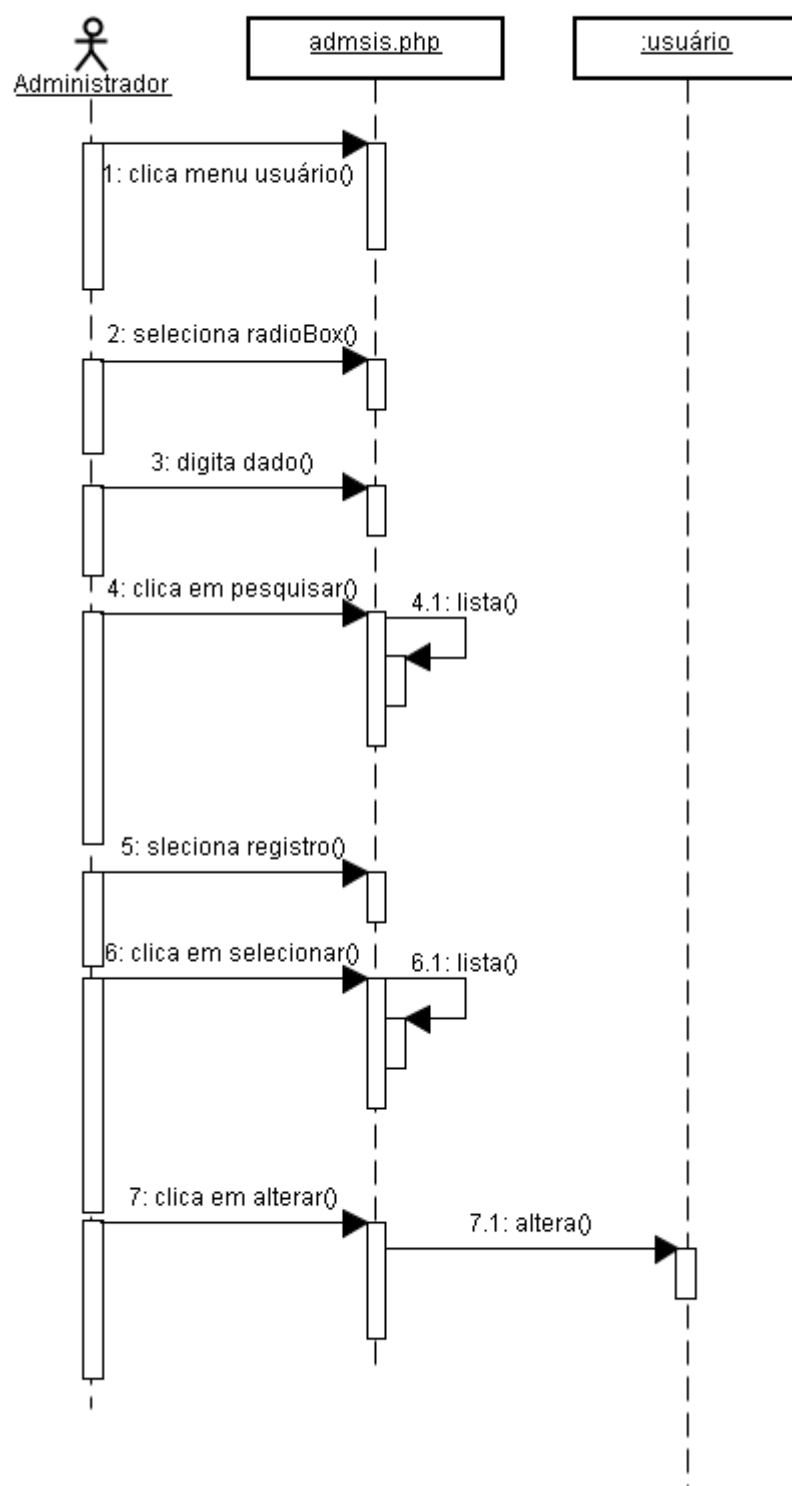 Administrador
admsis.php
:usuário
1: clica menu usuário()
2: seleciona radioBox()
3: digita dado()
4: clica em pesquisar()
4.1: lista()
5: sleciona registro()
6: clica em selecionar()
6.1: lista()
7: clica em alterar()
7.1: altera()